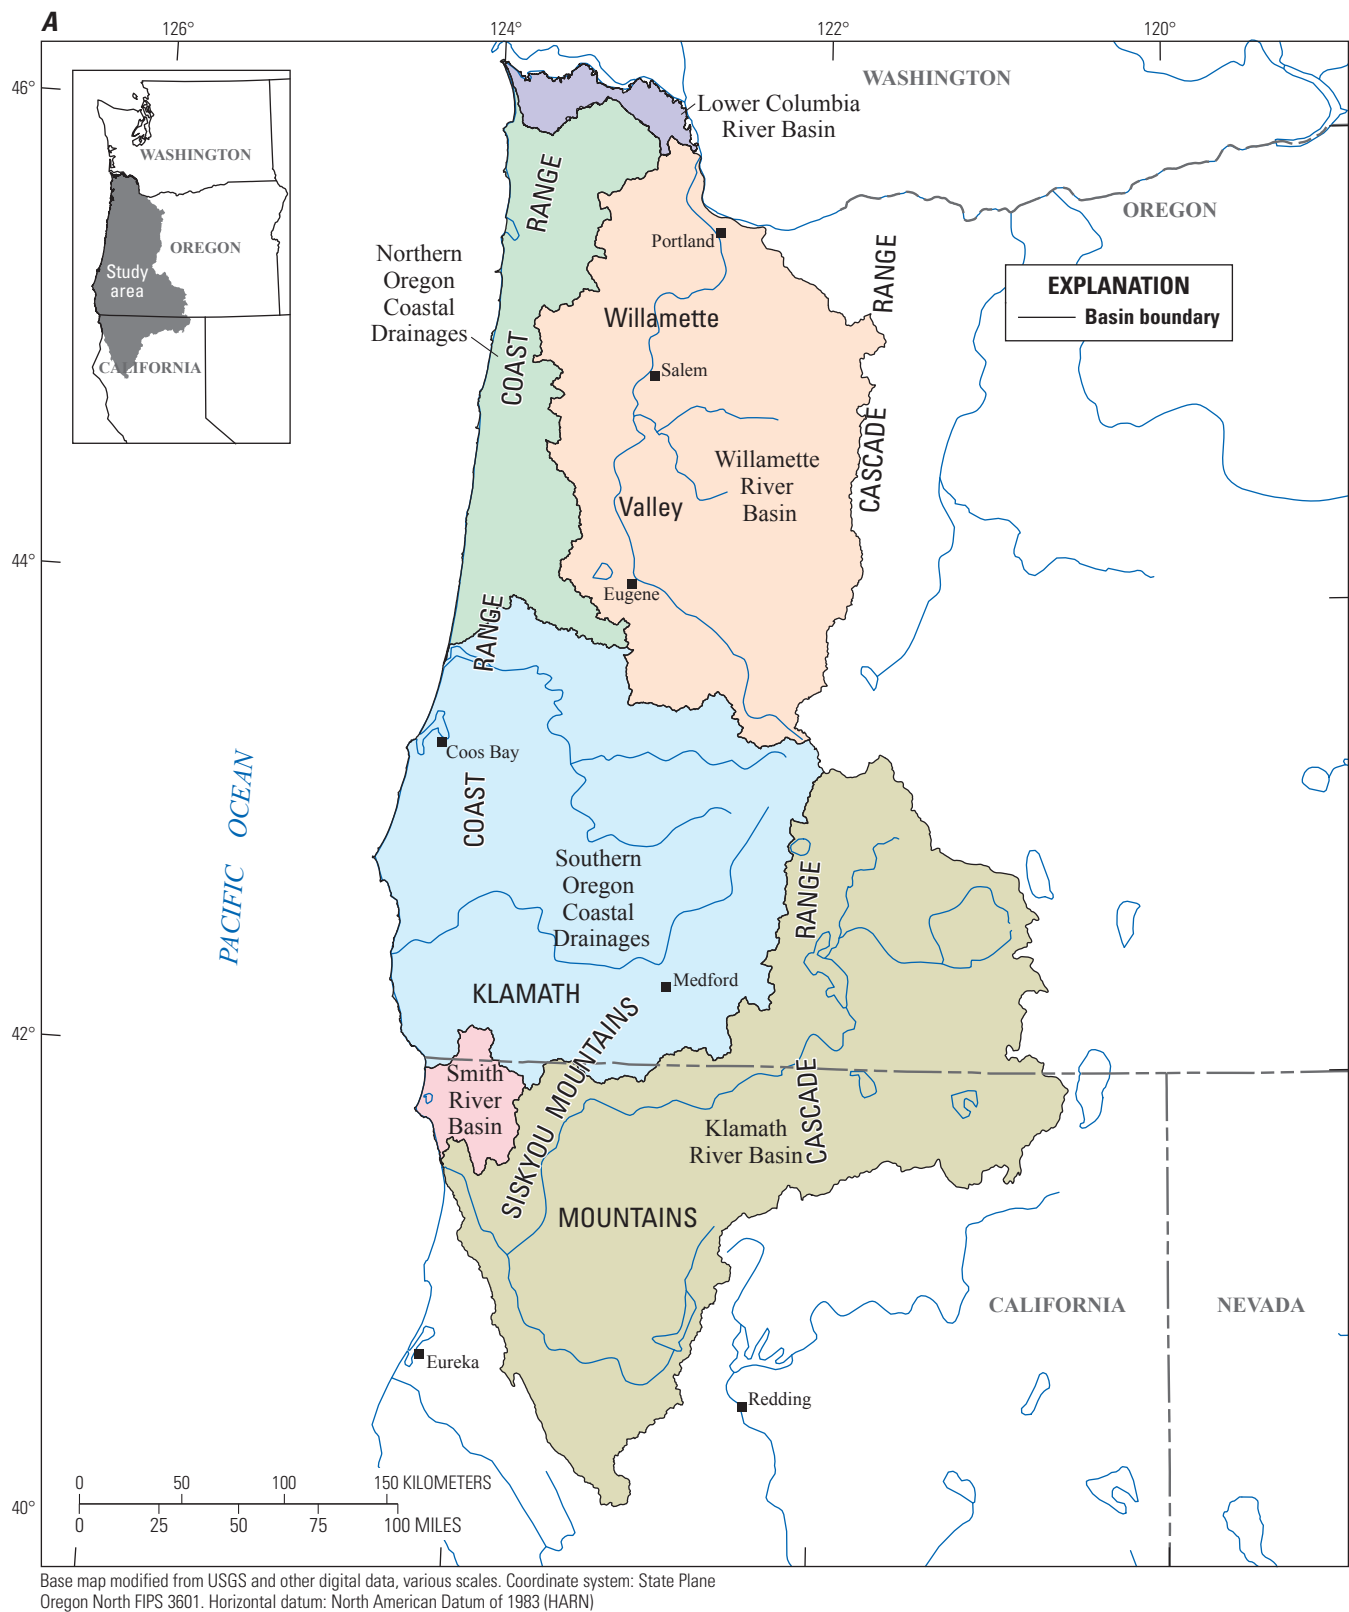 A
126°
124°
122°
120°
46°
44°
42°
40°
WASHINGTON
OREGON
Study
area
CALIFORNIA
WASHINGTON
OREGON
Lower Columbia
River Basin
EXPLANATION
Basin boundary
Northern
Oregon
Coastal
Drainages
COAST RANGE
Portland
Willamette
Salem
Willamette
River
Basin
Valley
Eugene
CASCADE RANGE
COAST RANGE
Coos Bay
PACIFIC OCEAN
Southern
Oregon
Coastal
Drainages
Medford
KLAMATH
SISKYOU MOUNTAINS
CASCADE RANGE
Smith
River
Basin
Klamath
River Basin
MOUNTAINS
CALIFORNIA
NEVADA
Eureka
Redding
0 50 100 150 KILOMETERS
0 25 50 75 100 MILES
Base map modified from USGS and other digital data, various scales. Coordinate system: State Plane
Oregon North FIPS 3601. Horizontal datum: North American Datum of 1983 (HARN)